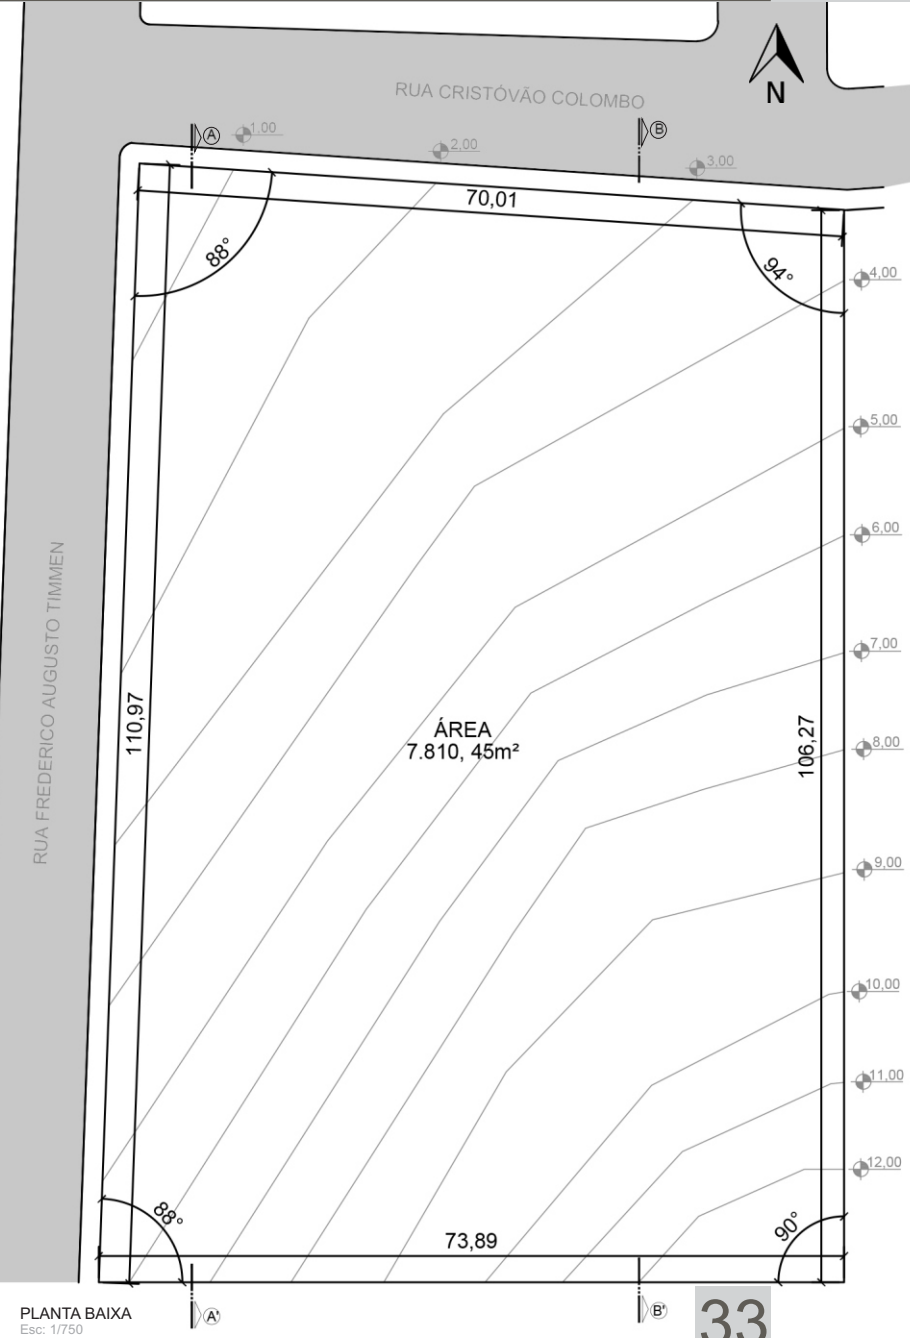 RUA CRISTÓVÃO COLOMBO
N
A
1,00
2,00
B
3,00
70,01
88°
94°
4,00
5,00
6,00
7,00
8,00
9,00
10,00
11,00
12,00
RUA FREDERICO AUGUSTO TIMMEN
110,97
ÁREA
7.810, 45m²
106,27
88°
90°
73,89
A'
B'
33
PLANTA BAIXA
Esc: 1/750